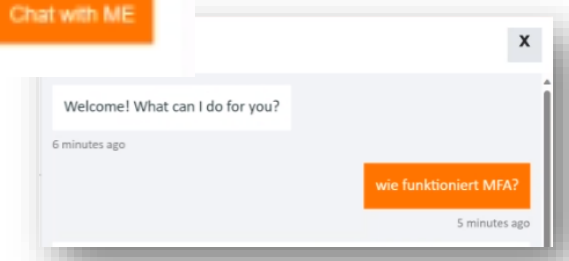 Chat with ME
X
Welcome! What can I do for you?
6 minutes ago
wie funktioniert MFA?
5 minutes ago